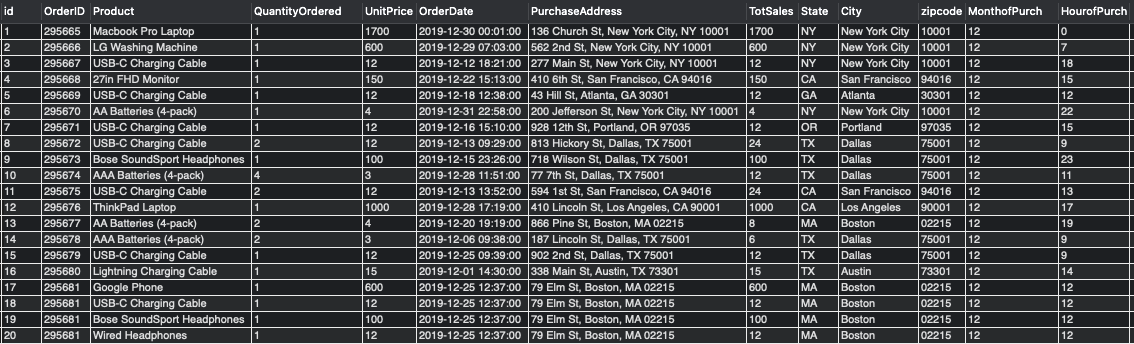 id OrderID Product QuantityOrdered UnitPrice OrderDate PurchaseAddress TotSales State City zipcode MonthofPurch HourofPurch
1 295665 Macbook Pro Laptop 1 1700 2019-12-30 00:01:00 136 Church St, New York City, NY 10001 1700 NY New York City 10001 12 0
2 295666 LG Washing Machine 1 600 2019-12-29 07:03:00 562 2nd St, New York City, NY 10001 600 NY New York City 10001 12 7
3 295667 USB-C Charging Cable 1 12 2019-12-12 18:21:00 277 Main St, New York City, NY 10001 12 NY New York City 10001 12 18
4 295668 27in FHD Monitor 1 150 2019-12-22 15:13:00 410 6th St, San Francisco, CA 94016 150 CA San Francisco 94016 12 15
5 295669 USB-C Charging Cable 1 12 2019-12-18 12:38:00 43 Hill St, Atlanta, GA 30301 12 GA Atlanta 30301 12 12
6 295670 AA Batteries (4-pack) 1 4 2019-12-31 22:58:00 200 Jefferson St, New York City, NY 10001 4 NY New York City 10001 12 22
7 295671 USB-C Charging Cable 1 12 2019-12-16 15:10:00 928 12th St, Portland, OR 97035 12 OR Portland 97035 12 15
8 295672 USB-C Charging Cable 2 12 2019-12-13 09:29:00 813 Hickory St, Dallas, TX 75001 24 TX Dallas 75001 12 9
9 295673 Bose SoundSport Headphones 1 100 2019-12-15 23:26:00 718 Wilson St, Dallas, TX 75001 100 TX Dallas 75001 12 23
10 295674 AAA Batteries (4-pack) 4 3 2019-12-28 11:51:00 77 7th St, Dallas, TX 75001 12 TX Dallas 75001 12 11
11 295675 USB-C Charging Cable 2 12 2019-12-13 13:52:00 594 1st St, San Francisco, CA 94016 24 CA San Francisco 94016 12 13
12 295676 ThinkPad Laptop 1 1000 2019-12-28 17:19:00 410 Lincoln St, Los Angeles, CA 90001 1000 CA Los Angeles 90001 12 17
13 295677 AA Batteries (4-pack) 2 4 2019-12-20 19:19:00 866 Pine St, Boston, MA 02215 8 MA Boston 02215 12 19
14 295678 AAA Batteries (4-pack) 2 3 2019-12-06 09:38:00 187 Lincoln St, Dallas, TX 75001 6 TX Dallas 75001 12 9
15 295679 USB-C Charging Cable 1 12 2019-12-25 09:39:00 902 2nd St, Dallas, TX 75001 12 TX Dallas 75001 12 9
16 295680 Lightning Charging Cable 1 15 2019-12-01 14:30:00 338 Main St, Austin, TX 73301 15 TX Austin 73301 12 14
17 295681 Google Phone 1 600 2019-12-25 12:37:00 79 Elm St, Boston, MA 02215 600 MA Boston 02215 12 12
18 295681 USB-C Charging Cable 1 12 2019-12-25 12:37:00 79 Elm St, Boston, MA 02215 12 MA Boston 02215 12 12
19 295681 Bose SoundSport Headphones 1 100 2019-12-25 12:37:00 79 Elm St, Boston, MA 02215 100 MA Boston 02215 12 12
20 295681 Wired Headphones 1 12 2019-12-25 12:37:00 79 Elm St, Boston, MA 02215 12 MA Boston 02215 12 12